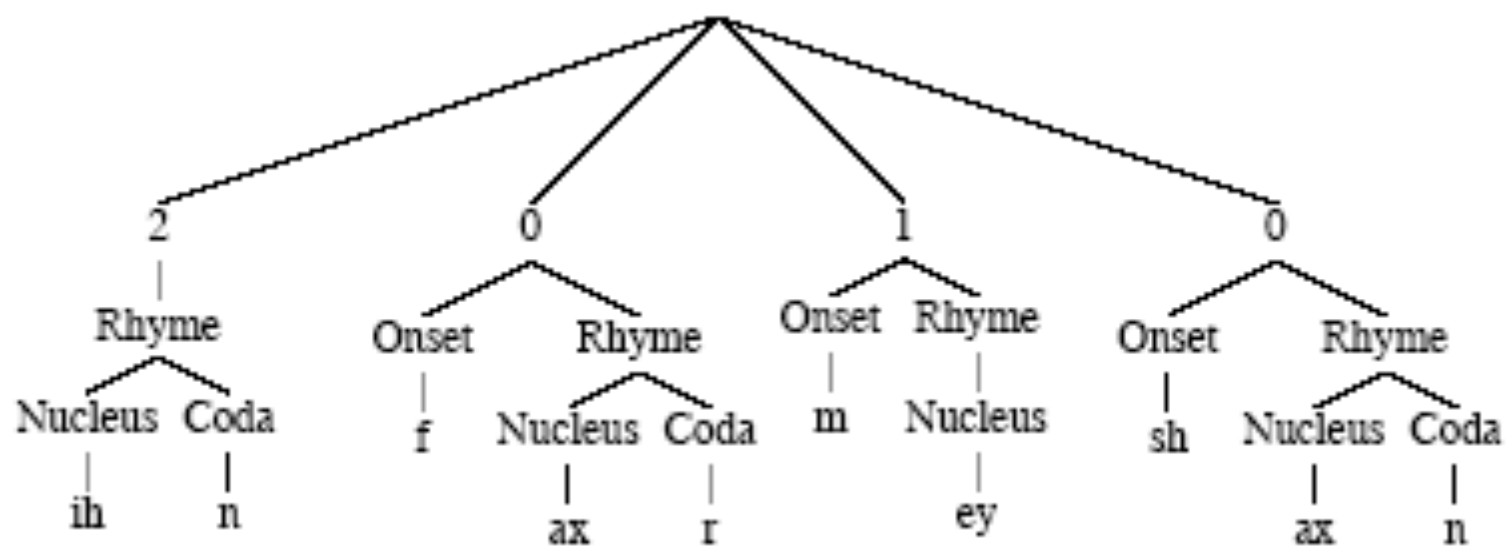 2 0 1 0
Rhyme Onset Rhyme Onset Rhyme Onset Rhyme
Nucleus Coda f Nucleus Coda m Nucleus sh Nucleus Coda
ih n ax r ey ax n